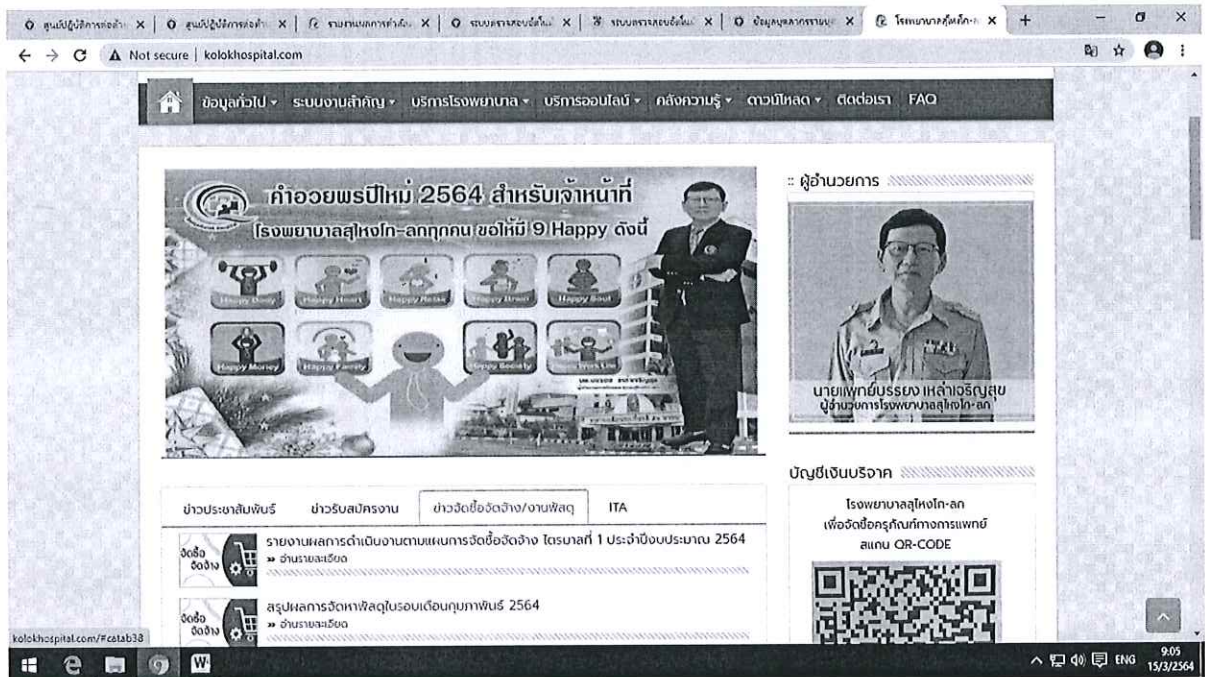 Not secure | kolokhospital.com
ข้อมูลทั่วไป ระบบงานสำคัญ บริการโรงพยาบาล บริการออนไลน์ คลังความรู้ ดาวน์โหลด ติดต่อเรา FAQ
คำอวยพรปีใหม่ 2564 สำหรับเจ้าหน้าที่
โรงพยาบาลสุไหงโก-ลกทุกคน ขอให้มี 9 Happy ดังนี้
Happy Body Happy Heart Happy Relax Happy Brain Happy Soul
Happy Money Happy Family Happy Society Happy Work Life
:: ผู้อำนวยการ
นายแพทย์บรรยง เหล่าเจริญสุข
ผู้อำนวยการโรงพยาบาลสุไหงโก-ลก
บัญชีเงินบริจาค
โรงพยาบาลสุไหงโก-ลก
เพื่อจัดซื้อครุภัณฑ์ทางการแพทย์
สแกน QR-CODE
ข่าวประชาสัมพันธ์ ข่าวรับสมัครงาน ข่าวจัดซื้อจัดจ้าง/งานพัสดุ ITA
จัดซื้อ
จัดจ้าง
รายงานผลการดำเนินงานตามแผนการจัดซื้อจัดจ้าง ไตรมาสที่ 1 ประจำปีงบประมาณ 2564
» อ่านรายละเอียด
จัดซื้อ
จัดจ้าง
สรุปผลการจัดหาพัสดุในรอบเดือนกุมภาพันธ์ 2564
» อ่านรายละเอียด
kolokhospital.com/#catab38
ENG
9:05
15/3/2564